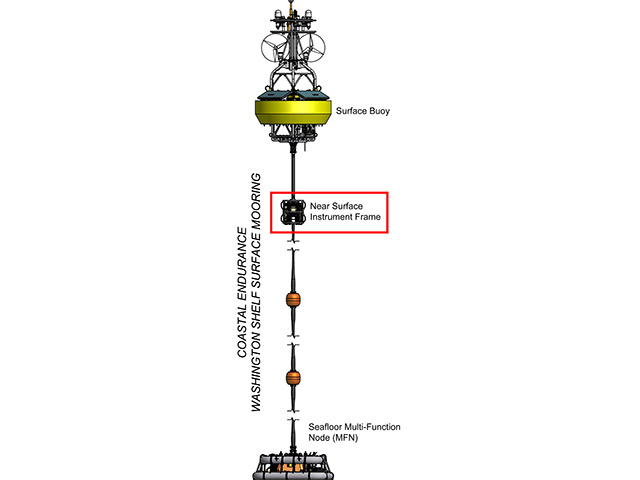 Surface Buoy
Near Surface
Instrument Frame
COASTAL ENDURANCE
WASHINGTON SHELF SURFACE MOORING
Seafloor Multi-Function
Node (MFN)